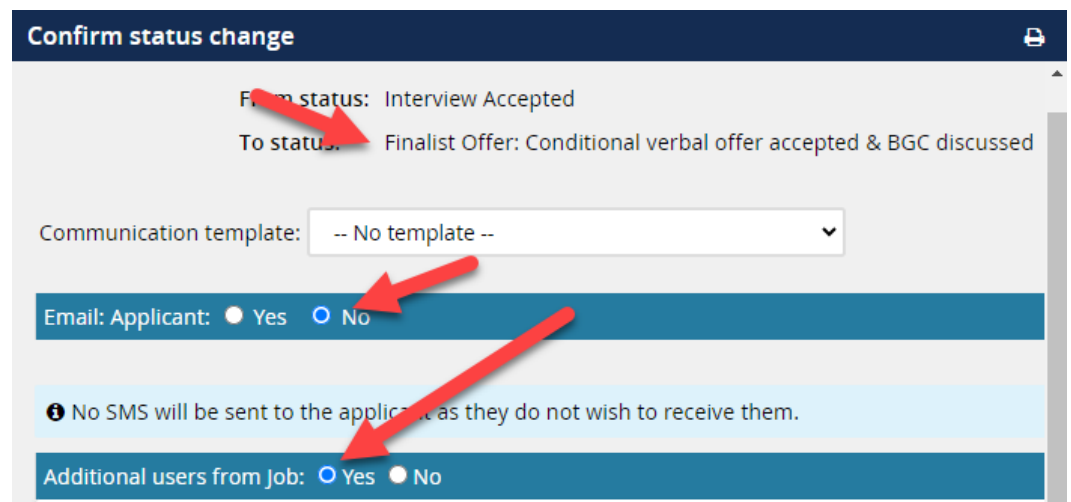 Confirm status change
From status: Interview Accepted
To status: Finalist Offer: Conditional verbal offer accepted & BGC discussed
Communication template: -- No template --
Email: Applicant: Yes No
No SMS will be sent to the applicant as they do not wish to receive them.
Additional users from Job: Yes No